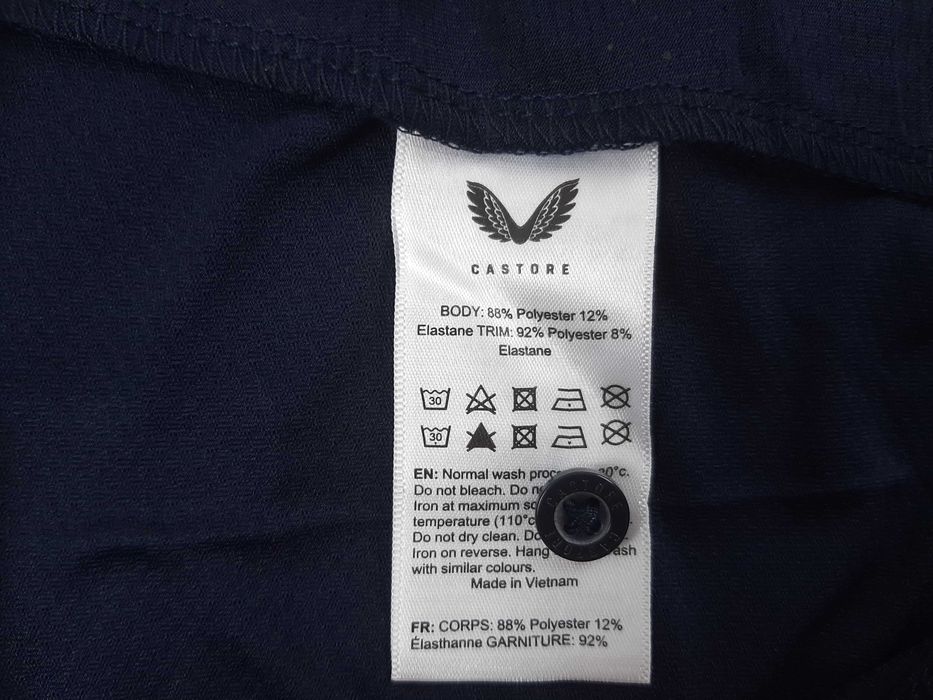 CASTORE
BODY: 88% Polyester 12%
Elastane TRIM: 92% Polyester 8%
Elastane
30
30
EN: Normal wash 30°c.
Do not bleach. Do
Iron at maximum
temperature (110°c
Do not dry clean.
Iron on reverse. Hang
with similar colours.
Made in Vietnam
FR: CORPS: 88% Polyester 12%
Élasthanne GARNITURE: 92%
CASTORE